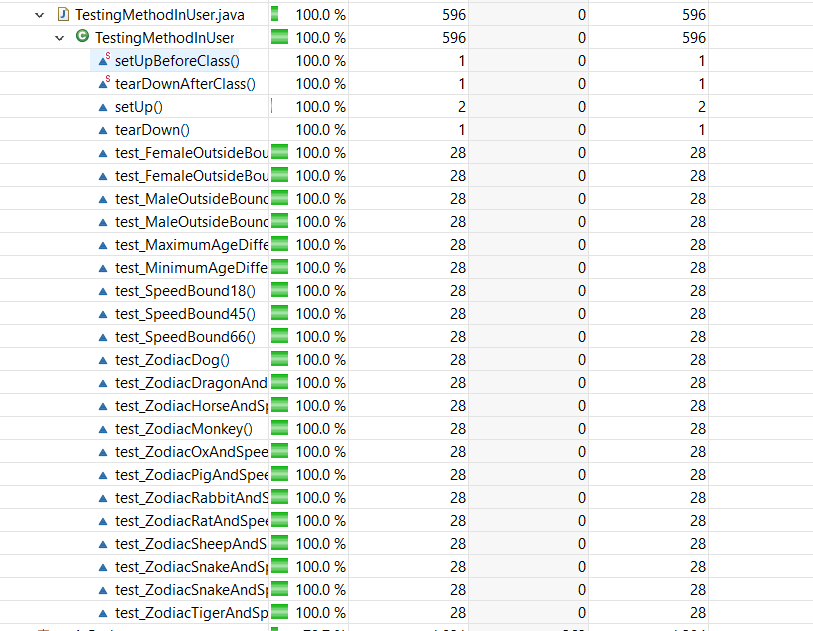 TestingMethodInUser.java 100.0 % 596 0 596
TestingMethodInUser 100.0 % 596 0 596
setUpBeforeClass() 100.0 % 1 0 1
tearDownAfterClass() 100.0 % 1 0 1
setUp() 100.0 % 2 0 2
tearDown() 100.0 % 1 0 1
test_FemaleOutsideBou 100.0 % 28 0 28
test_FemaleOutsideBou 100.0 % 28 0 28
test_MaleOutsideBound 100.0 % 28 0 28
test_MaleOutsideBound 100.0 % 28 0 28
test_MaximumAgeDiffe 100.0 % 28 0 28
test_MinimumAgeDiffe 100.0 % 28 0 28
test_SpeedBound18() 100.0 % 28 0 28
test_SpeedBound45() 100.0 % 28 0 28
test_SpeedBound66() 100.0 % 28 0 28
test_ZodiacDog() 100.0 % 28 0 28
test_ZodiacDragonAnd 100.0 % 28 0 28
test_ZodiacHorseAndSp 100.0 % 28 0 28
test_ZodiacMonkey() 100.0 % 28 0 28
test_ZodiacOxAndSpee 100.0 % 28 0 28
test_ZodiacPigAndSpee 100.0 % 28 0 28
test_ZodiacRabbitAndS 100.0 % 28 0 28
test_ZodiacRatAndSpee 100.0 % 28 0 28
test_ZodiacSheepAndS 100.0 % 28 0 28
test_ZodiacSnakeAndSp 100.0 % 28 0 28
test_ZodiacSnakeAndSp 100.0 % 28 0 28
test_ZodiacTigerAndSp 100.0 % 28 0 28